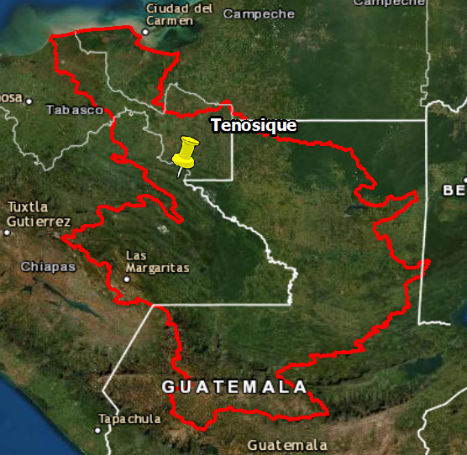 Ciudad del
Carmen
Campeche
Campeche
osa
Tabasco
Tenosique
BE
Tuxtla
Gutierrez
Las
Margaritas
Chiapas
GUATEMALA
Tapachula
Guatemala